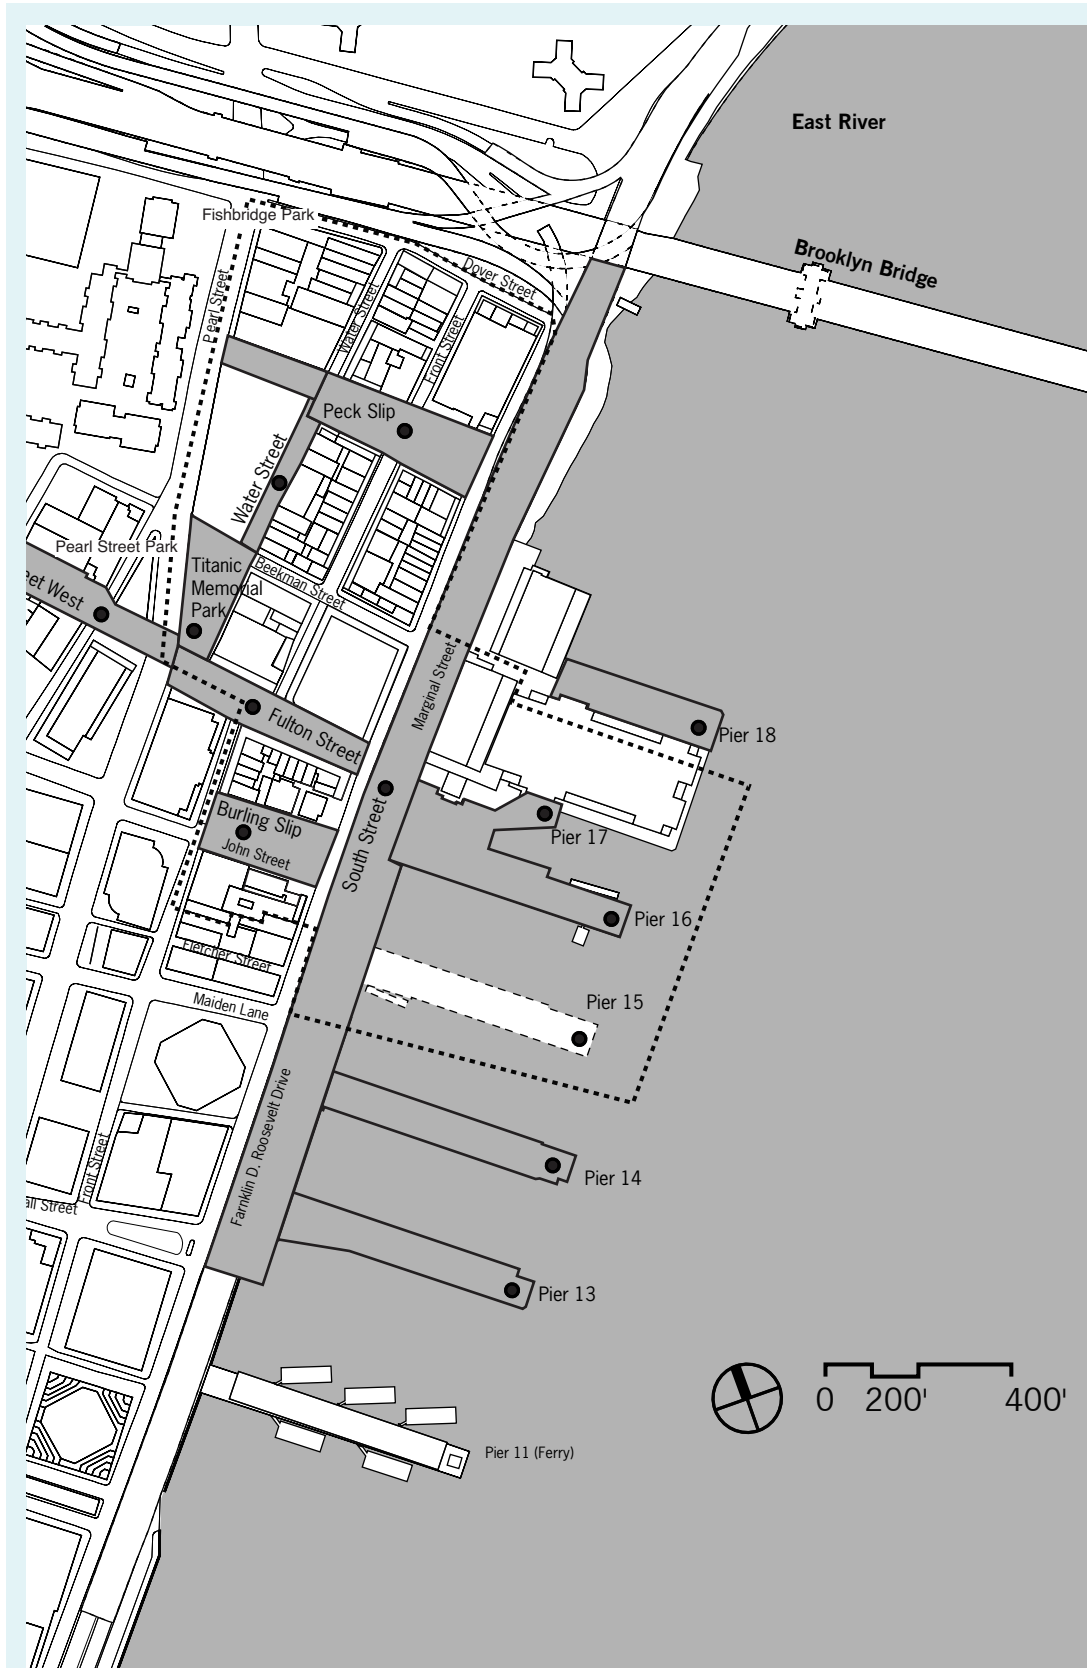 East River
Fishbridge Park
Brooklyn Bridge
Dover Street
Pearl Street
Water Street
Front Street
Peck Slip
Water Street
Pearl Street Park
Titanic
Memorial
Park
Beekman Street
eet West
Marginal Street
Fulton Street
Pier 18
Burling Slip
John Street
South Street
Pier 17
Pier 16
Fletcher Street
Maiden Lane
Pier 15
Farnklin D. Roosevelt Drive
Front Street
Pier 14
all Street
Pier 13
0 200' 400'
Pier 11 (Ferry)